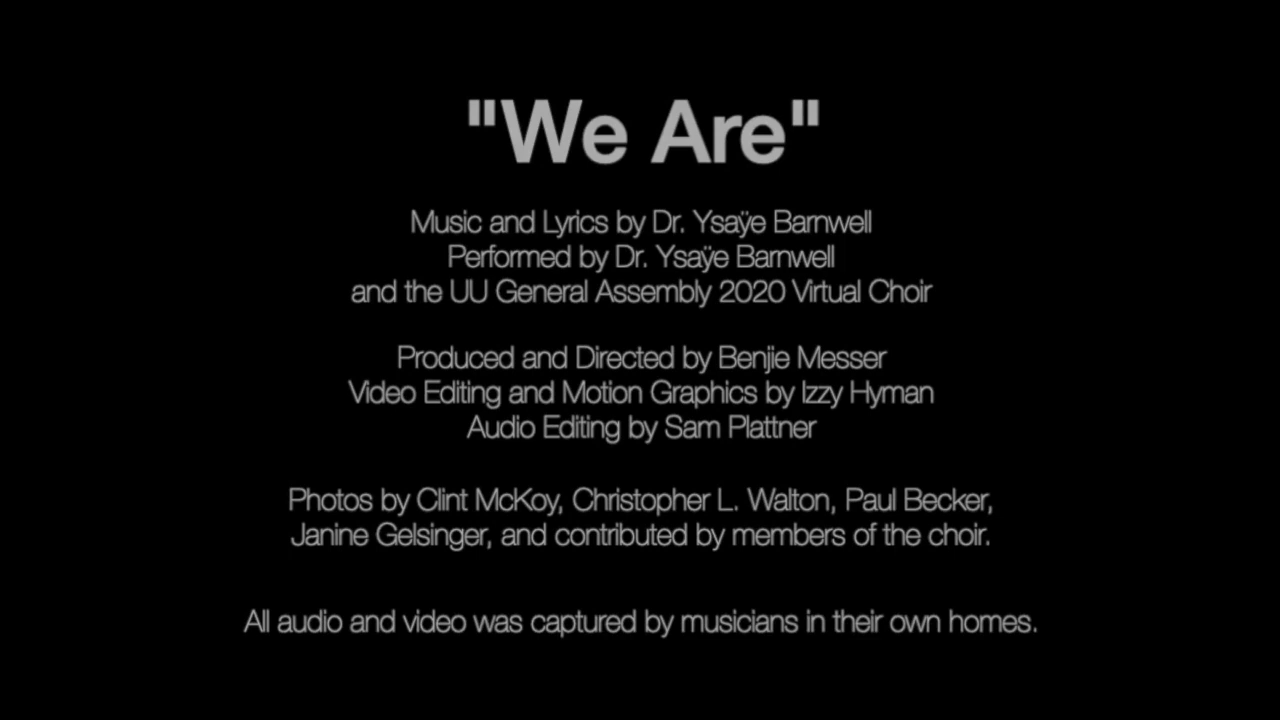 "We Are"
Music and Lyrics by Dr. Ysaÿe Barnwell
Performed by Dr. Ysaÿe Barnwell
and the UU General Assembly 2020 Virtual Choir
Produced and Directed by Benjie Messer
Video Editing and Motion Graphics by Izzy Hyman
Audio Editing by Sam Plattner
Photos by Clint McKoy, Christopher L. Walton, Paul Becker,
Janine Gelsinger, and contributed by members of the choir.
All audio and video was captured by musicians in their own homes.